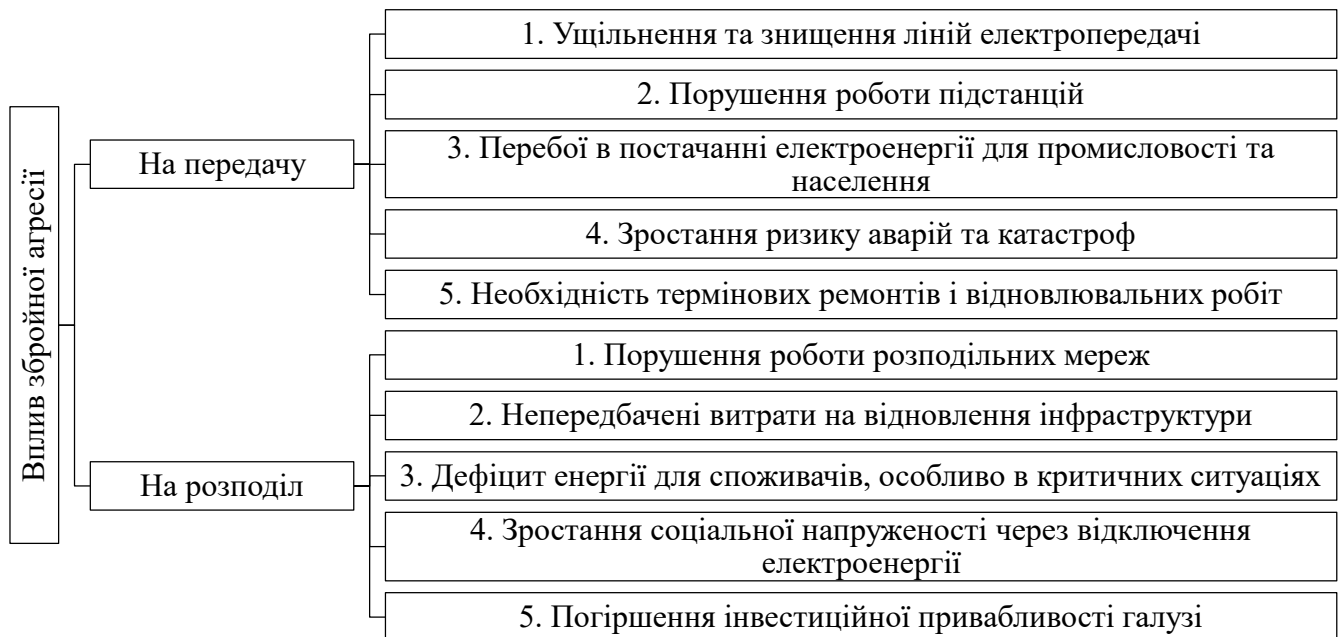 Вплив збройної агресії
На передачу
1. Ущільнення та знищення ліній електропередачі
2. Порушення роботи підстанцій
3. Перебої в постачанні електроенергії для промисловості та
населення
4. Зростання ризику аварій та катастроф
5. Необхідність термінових ремонтів і відновлювальних робіт
На розподіл
1. Порушення роботи розподільних мереж
2. Непередбачені витрати на відновлення інфраструктури
3. Дефіцит енергії для споживачів, особливо в критичних ситуаціях
4. Зростання соціальної напруженості через відключення
електроенергії
5. Погіршення інвестиційної привабливості галузі